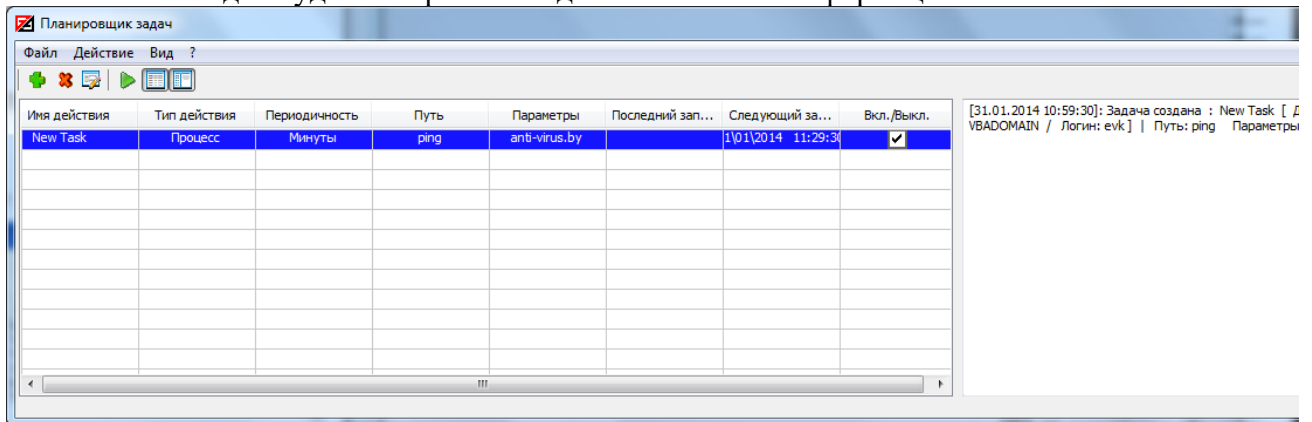 Планировщик задач
Файл Действие Вид ?
Имя действия Тип действия Периодичность Путь Параметры Последний зап... Следующий за... Вкл./Выкл.
New Task Процесс Минуты ping anti-virus.by 1\01\2014 11:29:30
[31.01.2014 10:59:30]: Задача создана : New Task [ Д
VBADOMAIN / Логин: evk ] | Путь: ping Параметры